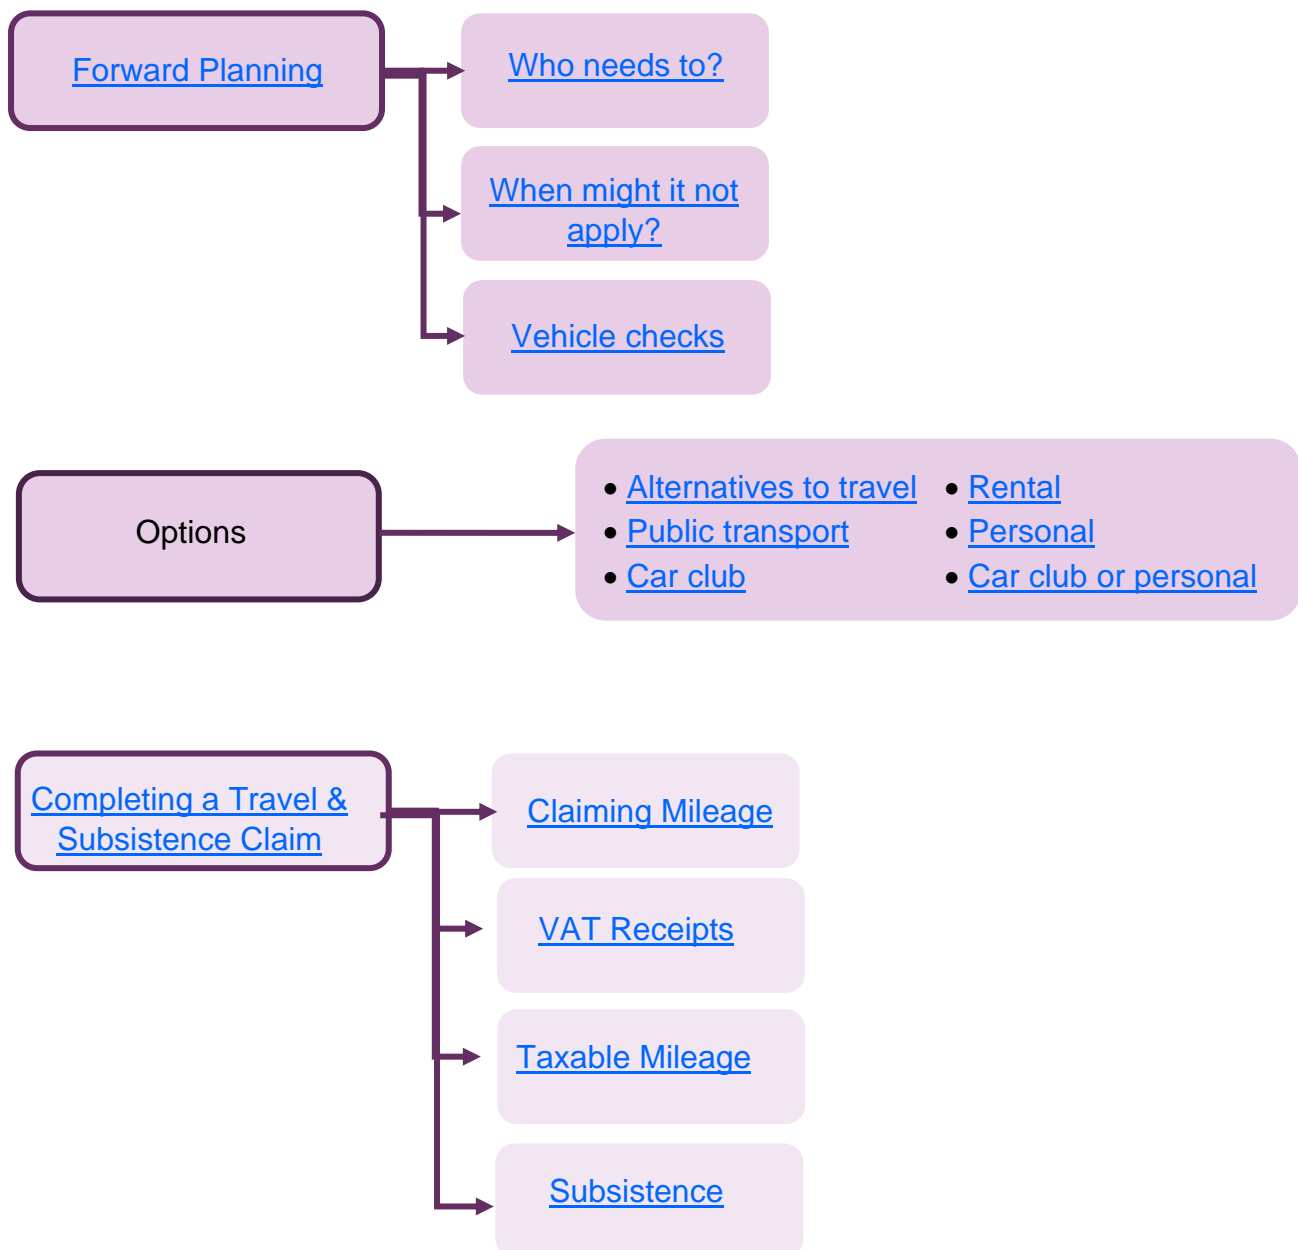 Forward Planning
Who needs to?
When might it not
apply?
Vehicle checks
Options
• Alternatives to travel
• Public transport
• Car club
• Rental
• Personal
• Car club or personal
Completing a Travel &
Subsistence Claim
Claiming Mileage
VAT Receipts
Taxable Mileage
Subsistence